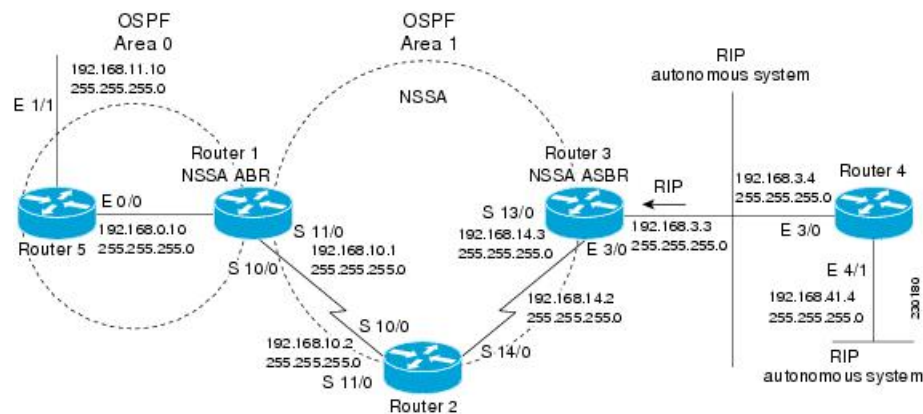 OSPF
Area 0
OSPF
Area 1
NSSA
RIP
autonomous system
192.168.11.10
255.255.255.0
E 1/1
Router 1
NSSA ABR
Router 3
NSSA ASBR
Router 4
RIP
192.168.3.4
255.255.255.0
E 0/0
192.168.0.10
255.255.255.0
Router 5
S 11/0
192.168.10.1
255.255.255.0
S 10/0
S 13/0
192.168.14.3
255.255.255.0
E 3/0
192.168.3.3
255.255.255.0
E 3/0
E 4/1
192.168.41.4
255.255.255.0
230180
192.168.14.2
255.255.255.0
S 10/0
192.168.10.2
255.255.255.0
S 11/0
S 14/0
Router 2
RIP
autonomous system